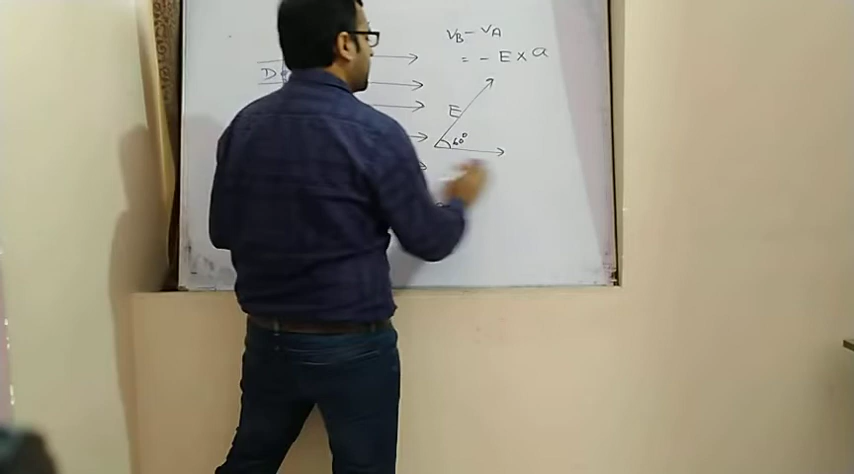 V_B - V_A
= - E × a
D
E
60°